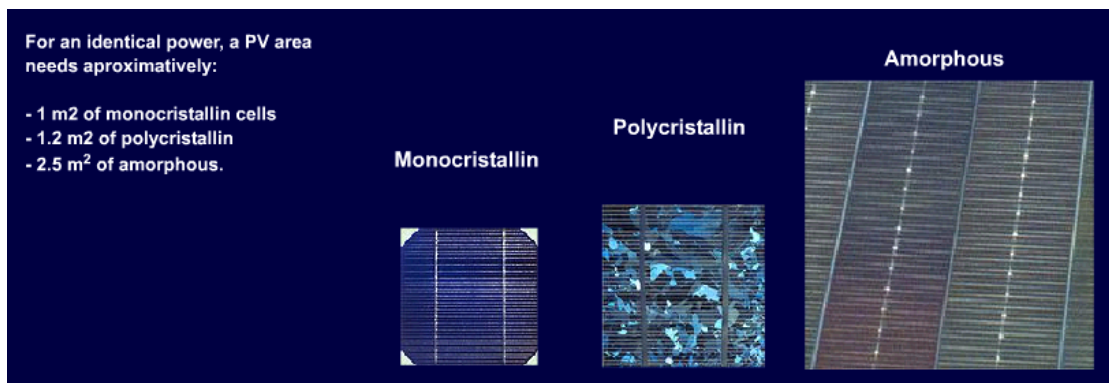 For an identical power, a PV area
needs aproximatively:
- 1 m2 of monocristallin cells
- 1.2 m2 of polycristallin
- 2.5 m² of amorphous.
Monocristallin
Polycristallin
Amorphous